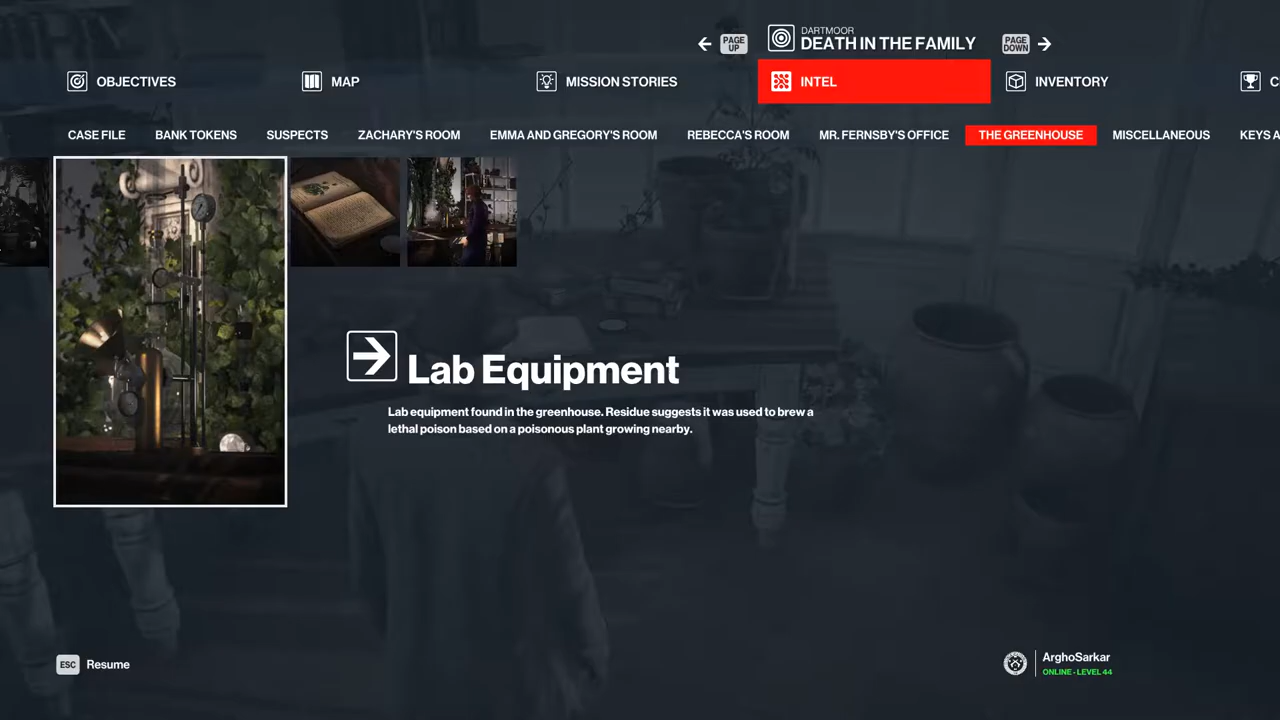 PAGE UP
DARTMOOR
DEATH IN THE FAMILY
PAGE DOWN
OBJECTIVES
MAP
MISSION STORIES
INTEL
INVENTORY
C
CASE FILE
BANK TOKENS
SUSPECTS
ZACHARY'S ROOM
EMMA AND GREGORY'S ROOM
REBECCA'S ROOM
MR. FERNSBY'S OFFICE
THE GREENHOUSE
MISCELLANEOUS
KEYS A
Lab Equipment
Lab equipment found in the greenhouse. Residue suggests it was used to brew a
lethal poison based on a poisonous plant growing nearby.
ESC Resume
ArghoSarkar
ONLINE - LEVEL 44